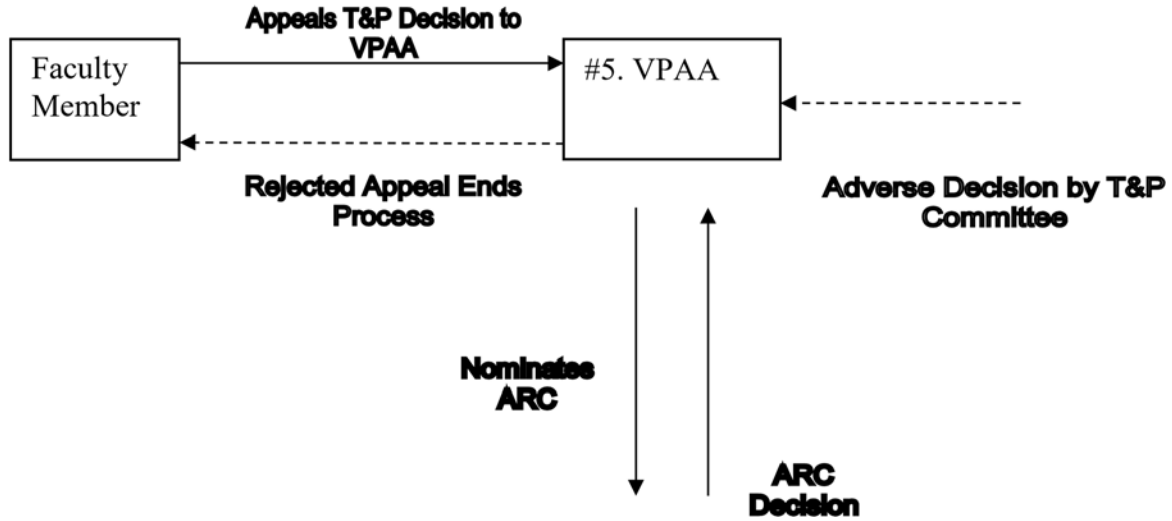 Appeals T&P Decision to
VPAA
Faculty
Member
#5. VPAA
Rejected Appeal Ends
Process
Adverse Decision by T&P
Committee
Nominates
ARC
ARC
Decision